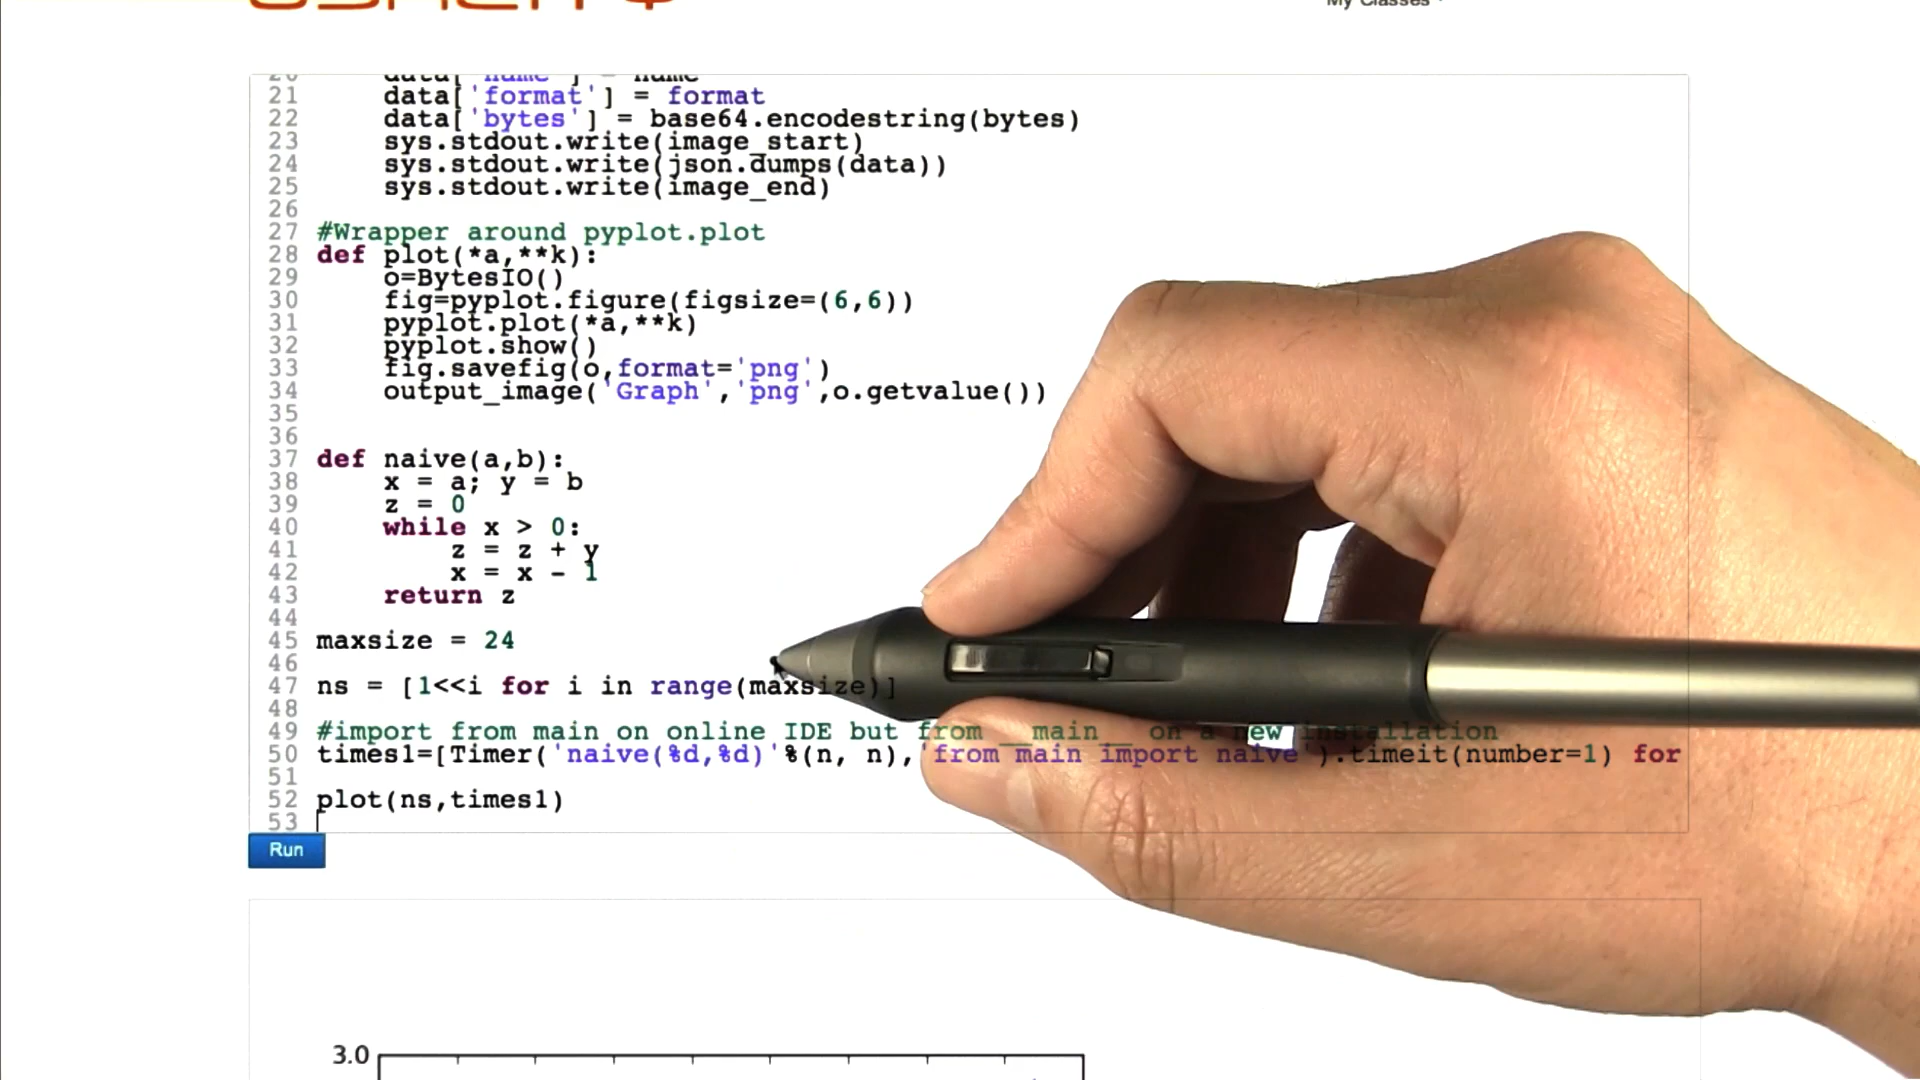 My Classes
20 data['name'] = name
21 data['format'] = format
22 data['bytes'] = base64.encodestring(bytes)
23 sys.stdout.write(image_start)
24 sys.stdout.write(json.dumps(data))
25 sys.stdout.write(image_end)
26
27 #Wrapper around pyplot.plot
28 def plot(*a,**k):
29 o=BytesIO()
30 fig=pyplot.figure(figsize=(6,6))
31 pyplot.plot(*a,**k)
32 pyplot.show()
33 fig.savefig(o,format='png')
34 output_image('Graph','png',o.getvalue())
35
36
37 def naive(a,b):
38 x = a; y = b
39 z = 0
40 while x > 0:
41 z = z + y
42 x = x - 1
43 return z
44
45 maxsize = 24
46
47 ns = [1<<i for i in range(maxsize)]
48
49 #import from main on online IDE but from __main__ on a new installation
50 times1=[Timer('naive(%d,%d)'%(n, n),'from main import naive').timeit(number=1) for
51
52 plot(ns,times1)
53
Run
3.0